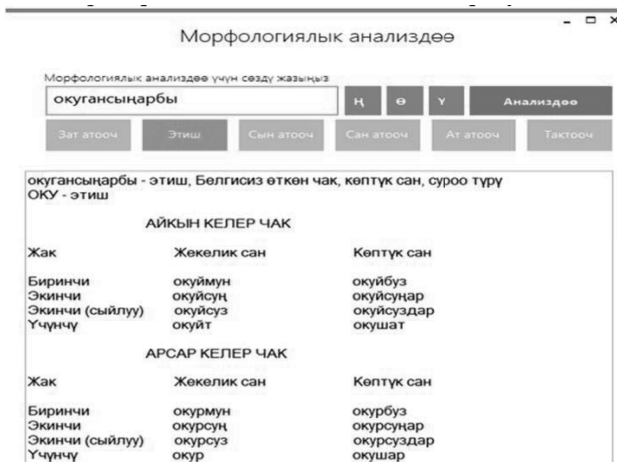 Морфологиялык анализдөө
Морфологиялык анализдөө үчүн сөздү жазыңыз
окугансыңарбы Ң Ө Ү Анализдөө
Зат атооч Этиш Сын атооч Сан атооч Ат атооч Тактооч
окугансыңарбы - этиш, Белгисиз өткөн чак, көптүк сан, суроо түрү
ОКУ - этиш
АЙКЫН КЕЛЕР ЧАК
Жак Жекелик сан Көптүк сан
Биринчи окуймун окуйбуз
Экинчи окуйсуң окуйсуңар
Экинчи (сыйлуу) окуйсуз окуйсуздар
Үчүнчү окуйт окушат
АРСАР КЕЛЕР ЧАК
Жак Жекелик сан Көптүк сан
Биринчи окурмун окурбуз
Экинчи окурсуң окурсуңар
Экинчи (сыйлуу) окурсуз окурсуздар
Үчүнчү окур окушар